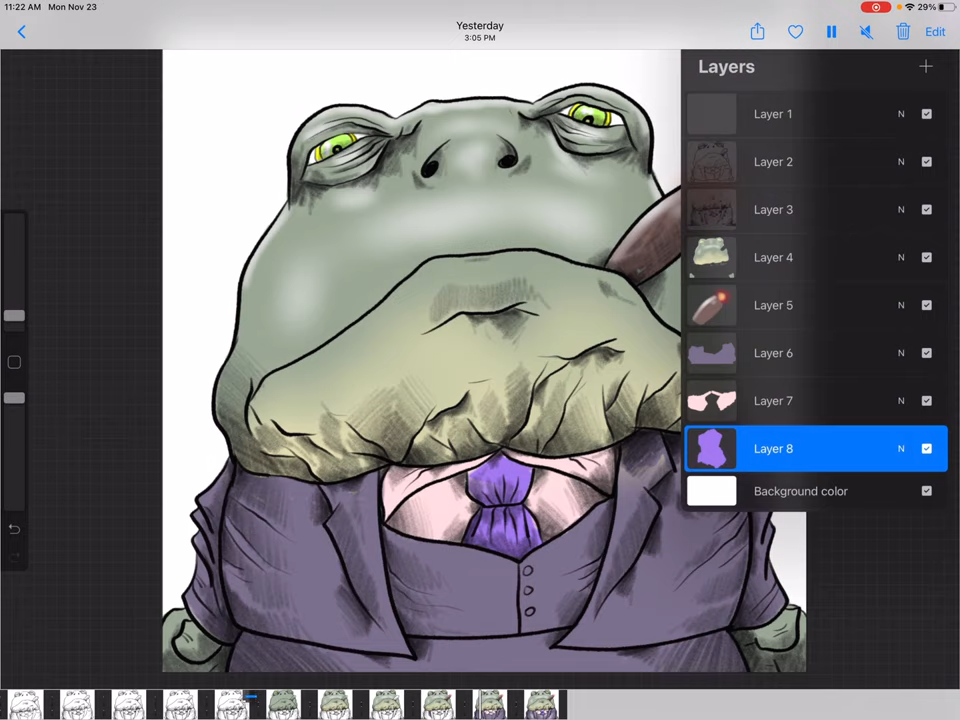 11:22 AM Mon Nov 23
29%
Yesterday
3:05 PM
Edit
Layers
Layer 1 N
Layer 2 N
Layer 3 N
Layer 4 N
Layer 5 N
Layer 6 N
Layer 7 N
Layer 8 N
Background color